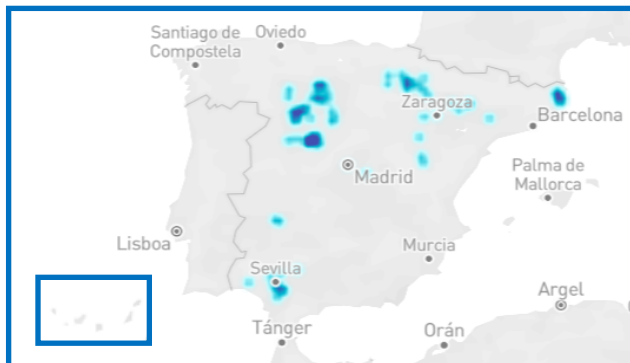 Santiago de
Compostela
Oviedo
Zaragoza
Barcelona
Madrid
Palma de
Mallorca
Lisboa
Murcia
Sevilla
Argel
Tánger
Orán